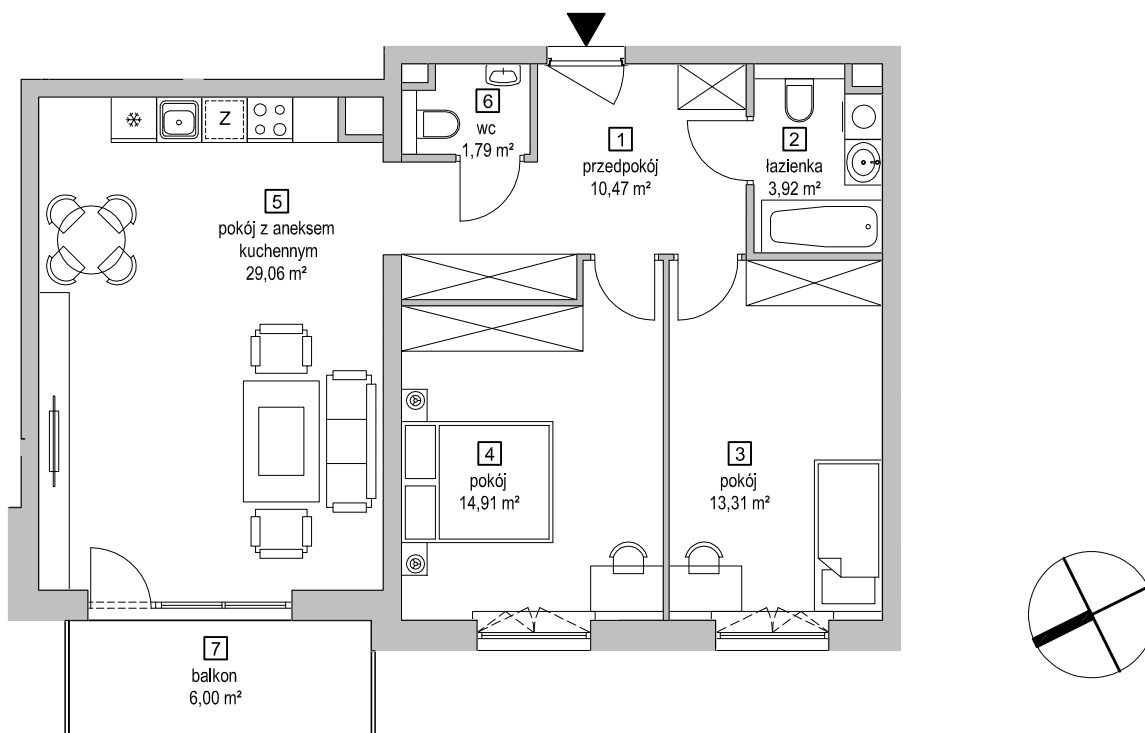 6
wc
1,79 m²
1
przedpokój
10,47 m²
2
łazienka
3,92 m²
Z
5
pokój z aneksem
kuchennym
29,06 m²
4
pokój
14,91 m²
3
pokój
13,31 m²
7
balkon
6,00 m²